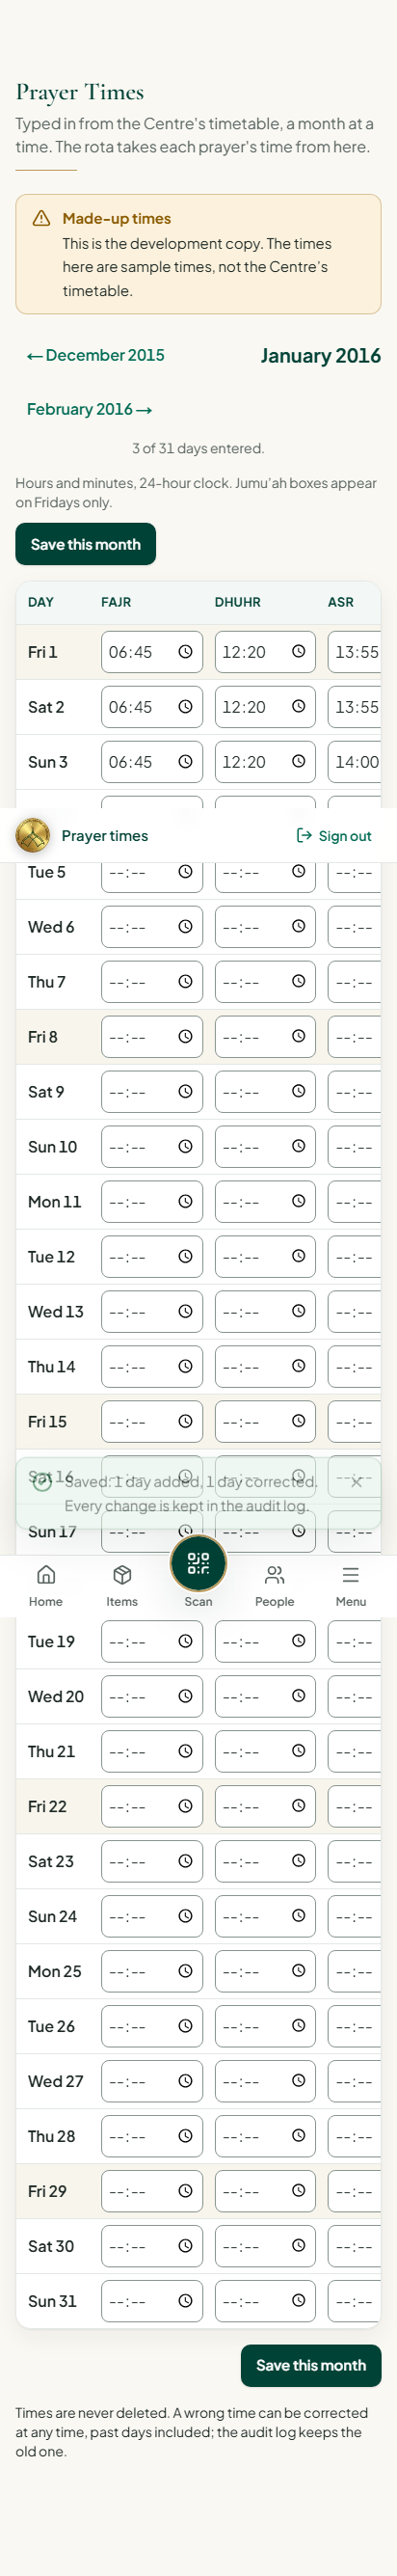 Prayer Times
Typed in from the Centre's timetable, a month at a
time. The rota takes each prayer's time from here.
Made-up times
This is the development copy. The times
here are sample times, not the Centre's
timetable.
← December 2015 January 2016
February 2016 →
3 of 31 days entered.
Hours and minutes, 24-hour clock. Jumu'ah boxes appear
on Fridays only.
Save this month
DAY FAJR DHUHR ASR
Fri 1 06:45 12:20 13:55
Sat 2 06:45 12:20 13:55
Sun 3 06:45 12:20 14:00
Prayer times Sign out
Tue 5 --:-- --:-- --:--
Wed 6 --:-- --:-- --:--
Thu 7 --:-- --:-- --:--
Fri 8 --:-- --:-- --:--
Sat 9 --:-- --:-- --:--
Sun 10 --:-- --:-- --:--
Mon 11 --:-- --:-- --:--
Tue 12 --:-- --:-- --:--
Wed 13 --:-- --:-- --:--
Thu 14 --:-- --:-- --:--
Fri 15 --:-- --:-- --:--
Sat 16 --:-- --:-- --:--
Saved: 1 day added, 1 day corrected.
Every change is kept in the audit log.
Sun 17 --:-- --:-- --:--
Home Items Scan People Menu
Tue 19 --:-- --:-- --:--
Wed 20 --:-- --:-- --:--
Thu 21 --:-- --:-- --:--
Fri 22 --:-- --:-- --:--
Sat 23 --:-- --:-- --:--
Sun 24 --:-- --:-- --:--
Mon 25 --:-- --:-- --:--
Tue 26 --:-- --:-- --:--
Wed 27 --:-- --:-- --:--
Thu 28 --:-- --:-- --:--
Fri 29 --:-- --:-- --:--
Sat 30 --:-- --:-- --:--
Sun 31 --:-- --:-- --:--
Save this month
Times are never deleted. A wrong time can be corrected
at any time, past days included; the audit log keeps the
old one.